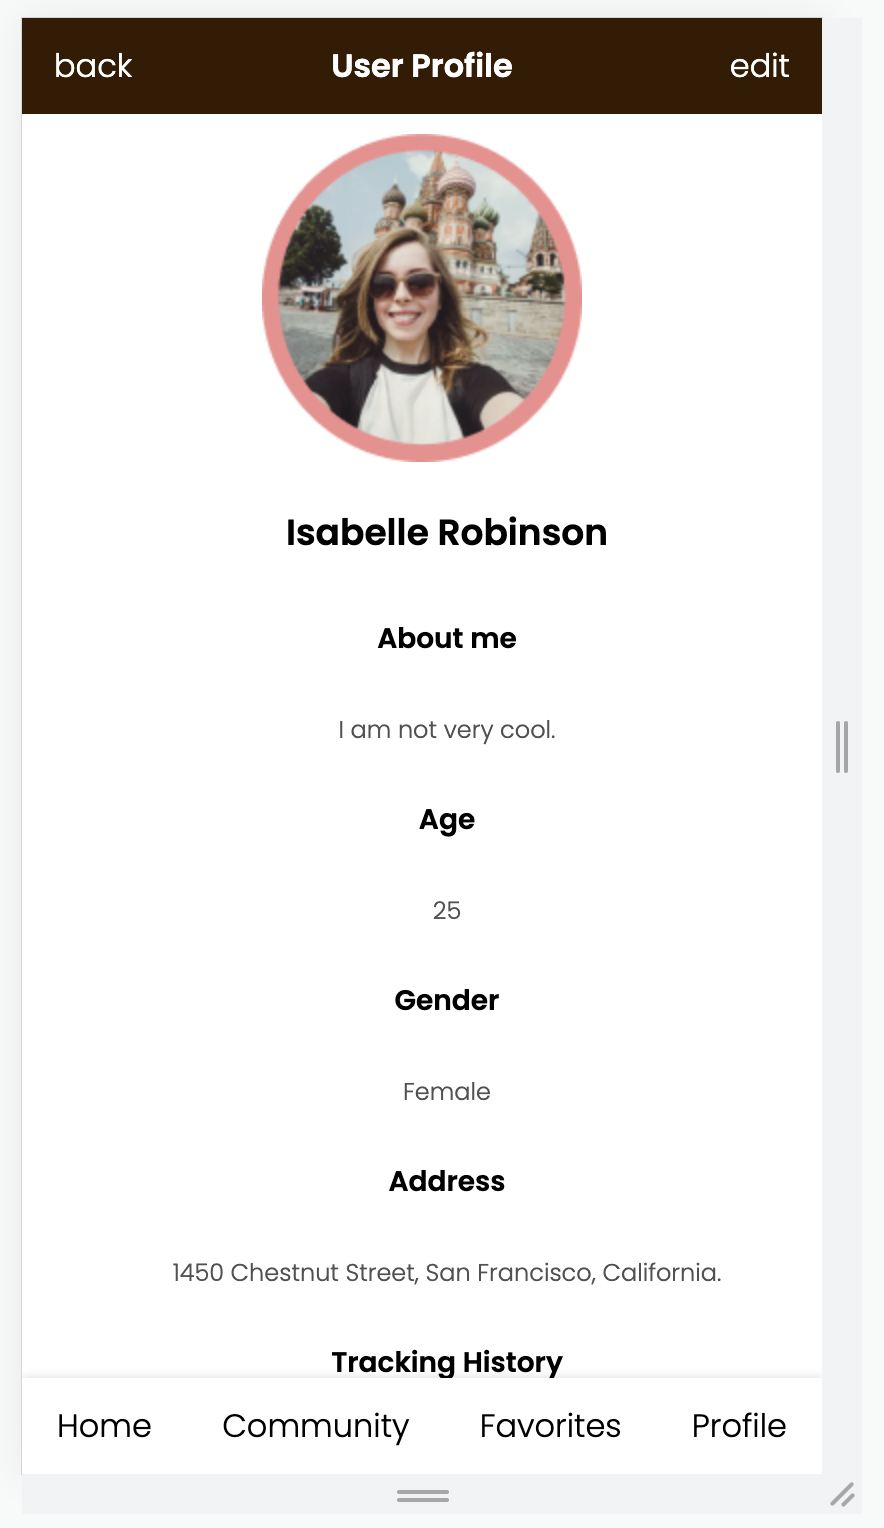 back User Profile edit
Isabelle Robinson
About me
I am not very cool.
Age
25
Gender
Female
Address
1450 Chestnut Street, San Francisco, California.
Tracking History
Home Community Favorites Profile